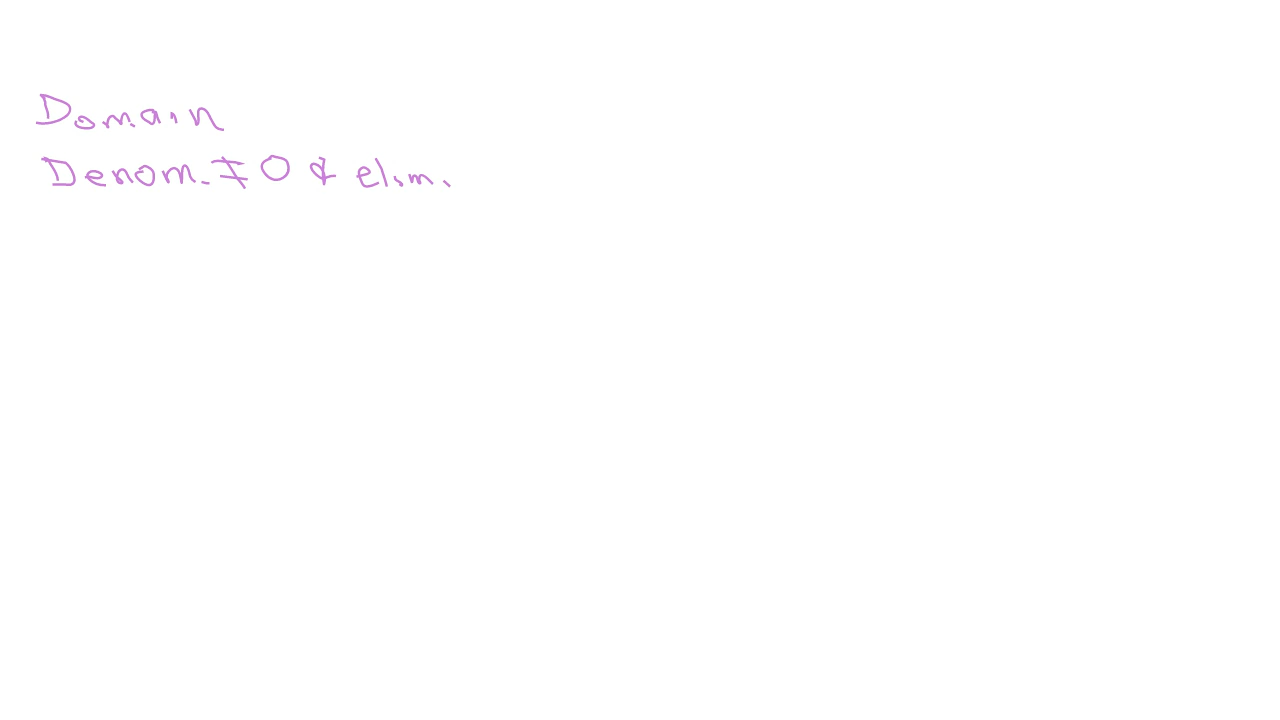 Domain
Denom. ≠ 0 & elim.